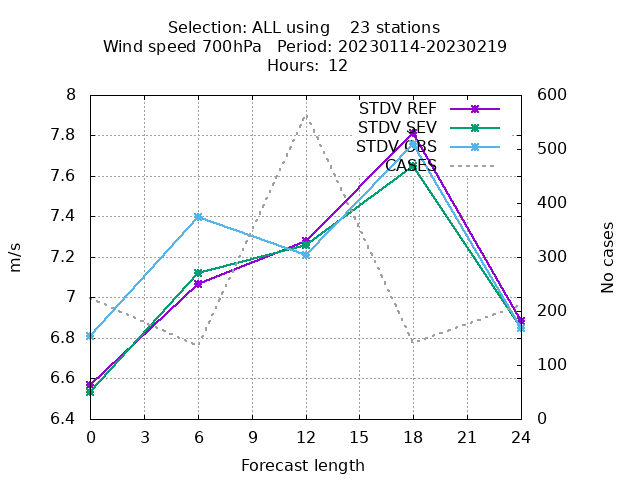 Selection: ALL using    23 stations
Wind speed 700hPa   Period: 20230114-20230219
Hours:  12
8
7.8
7.6
7.4
7.2
7
6.8
6.6
6.4
m/s
600
500
400
300
200
100
0
No cases
STDV REF
STDV SEV
STDV OBS
CASES
0 3 6 9 12 15 18 21 24
Forecast length